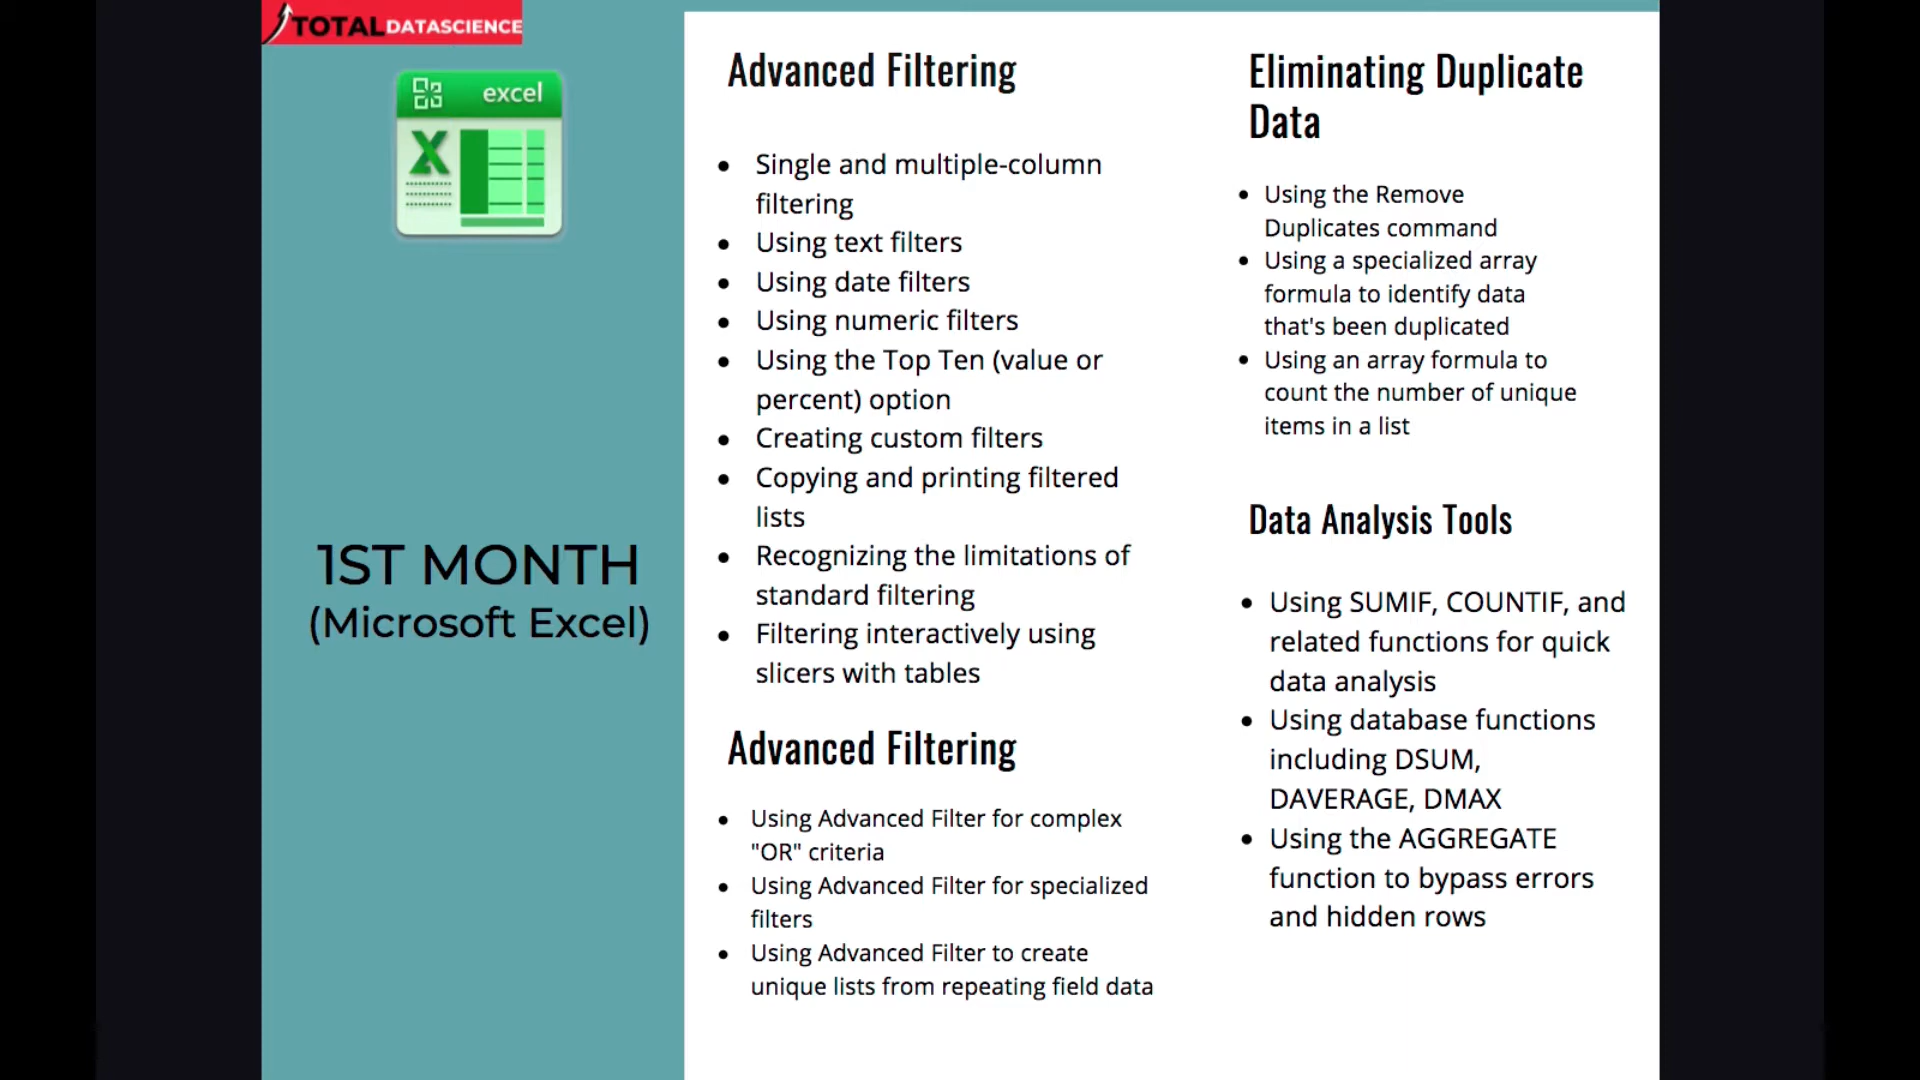 TOTALDATASCIENCE
excel
1ST MONTH
(Microsoft Excel)
Advanced Filtering
• Single and multiple-column
filtering
• Using text filters
• Using date filters
• Using numeric filters
• Using the Top Ten (value or
percent) option
• Creating custom filters
• Copying and printing filtered
lists
• Recognizing the limitations of
standard filtering
• Filtering interactively using
slicers with tables
Advanced Filtering
• Using Advanced Filter for complex
"OR" criteria
• Using Advanced Filter for specialized
filters
• Using Advanced Filter to create
unique lists from repeating field data
Eliminating Duplicate
Data
• Using the Remove
Duplicates command
• Using a specialized array
formula to identify data
that's been duplicated
• Using an array formula to
count the number of unique
items in a list
Data Analysis Tools
• Using SUMIF, COUNTIF, and
related functions for quick
data analysis
• Using database functions
including DSUM,
DAVERAGE, DMAX
• Using the AGGREGATE
function to bypass errors
and hidden rows